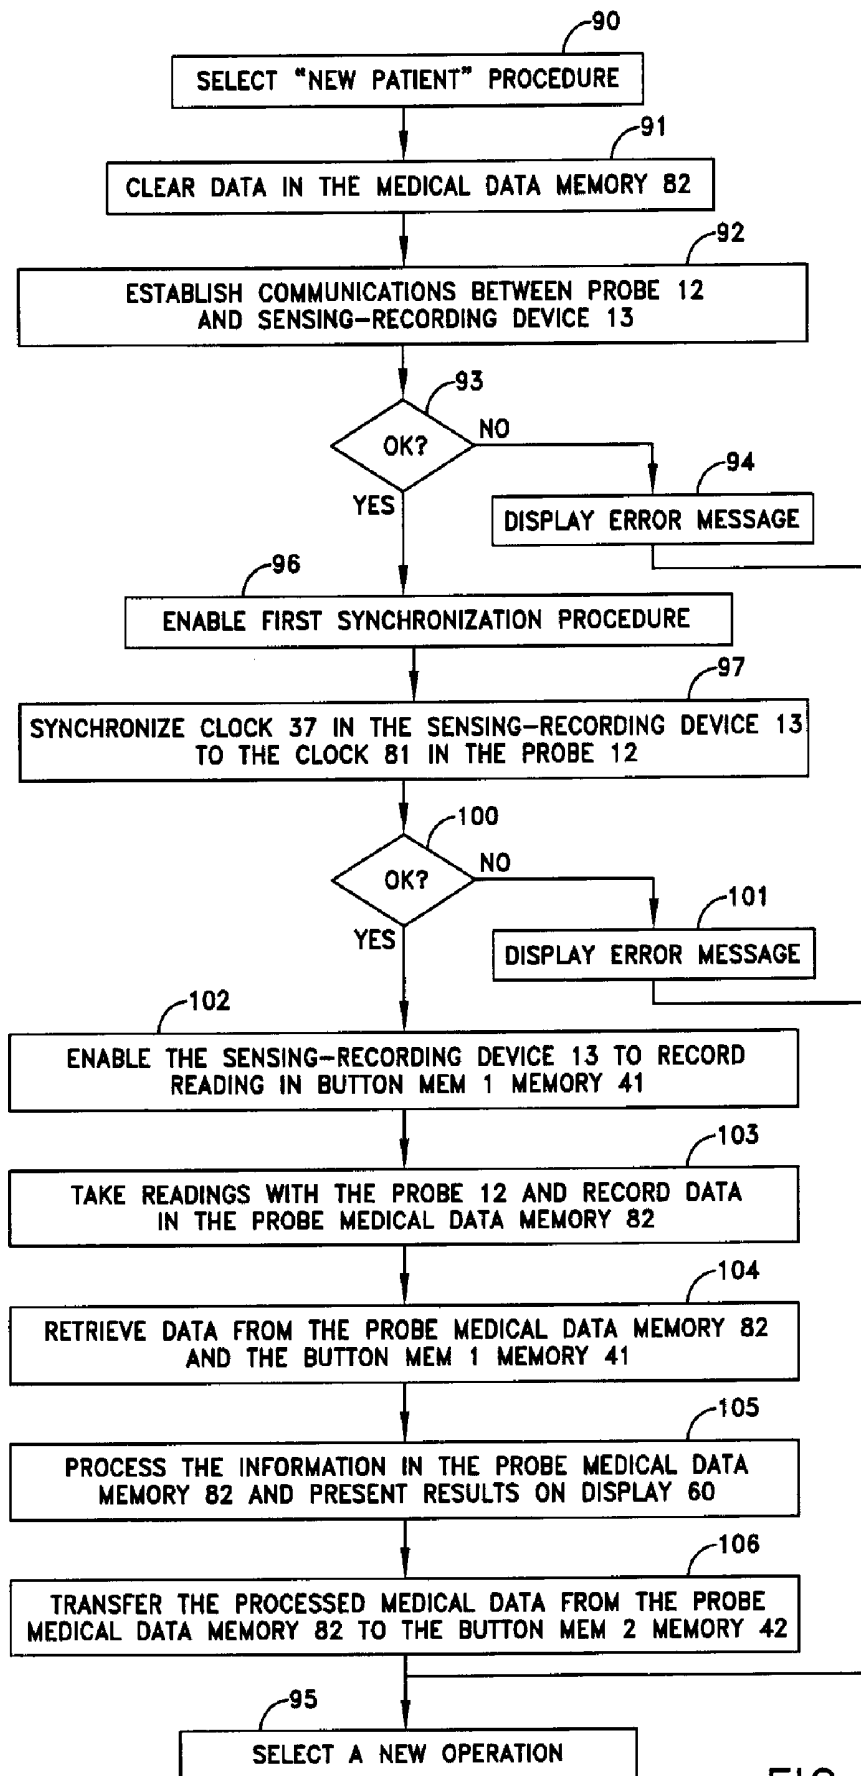 90
SELECT “NEW PATIENT” PROCEDURE
91
CLEAR DATA IN THE MEDICAL DATA MEMORY 82
92
ESTABLISH COMMUNICATIONS BETWEEN PROBE 12
AND SENSING–RECORDING DEVICE 13
93
OK?
NO
YES
94
DISPLAY ERROR MESSAGE
96
ENABLE FIRST SYNCHRONIZATION PROCEDURE
97
SYNCHRONIZE CLOCK 37 IN THE SENSING–RECORDING DEVICE 13
TO THE CLOCK 81 IN THE PROBE 12
100
OK?
NO
YES
101
DISPLAY ERROR MESSAGE
102
ENABLE THE SENSING–RECORDING DEVICE 13 TO RECORD
READING IN BUTTON MEM 1 MEMORY 41
103
TAKE READINGS WITH THE PROBE 12 AND RECORD DATA
IN THE PROBE MEDICAL DATA MEMORY 82
104
RETRIEVE DATA FROM THE PROBE MEDICAL DATA MEMORY 82
AND THE BUTTON MEM 1 MEMORY 41
105
PROCESS THE INFORMATION IN THE PROBE MEDICAL DATA
MEMORY 82 AND PRESENT RESULTS ON DISPLAY 60
106
TRANSFER THE PROCESSED MEDICAL DATA FROM THE PROBE
MEDICAL DATA MEMORY 82 TO THE BUTTON MEM 2 MEMORY 42
95
SELECT A NEW OPERATION
FIG